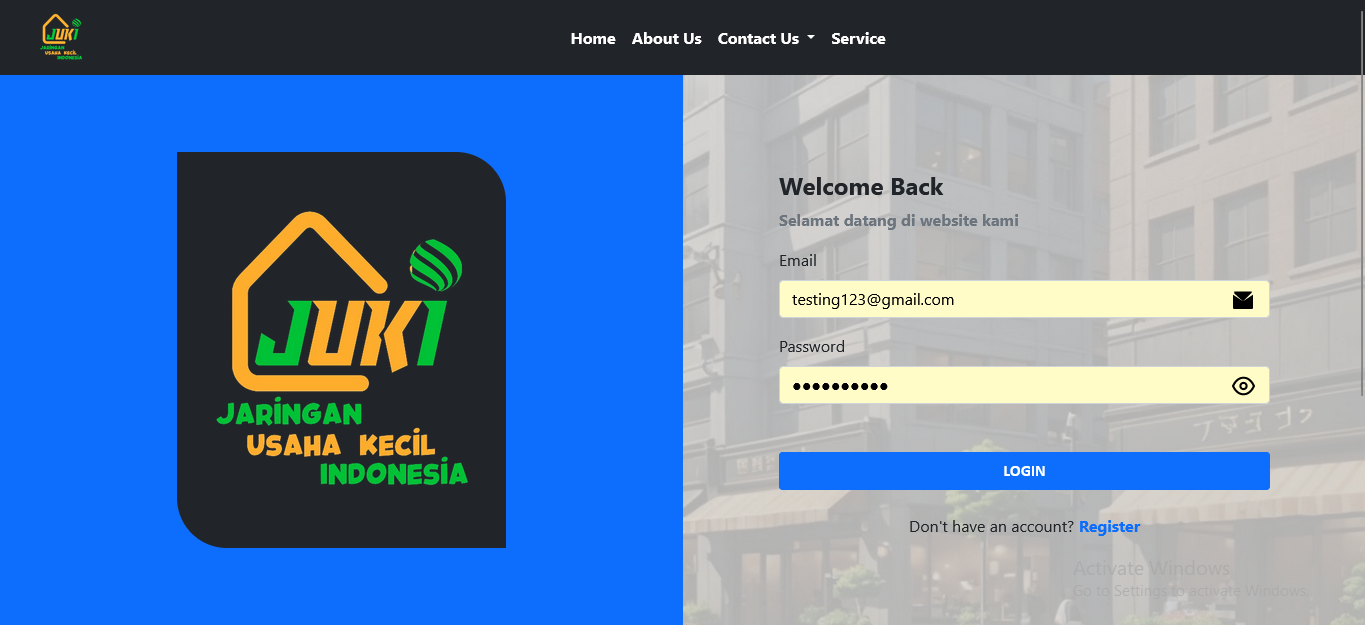 JUKI
JARINGAN
USAHA KECIL
INDONESIA
Home About Us Contact Us Service
JUKI
JARINGAN
USAHA KECIL
INDONESIA
Welcome Back
Selamat datang di website kami
Email
testing123@gmail.com
Password
LOGIN
Don't have an account? Register
Activate Windows
Go to Settings to activate Windows.